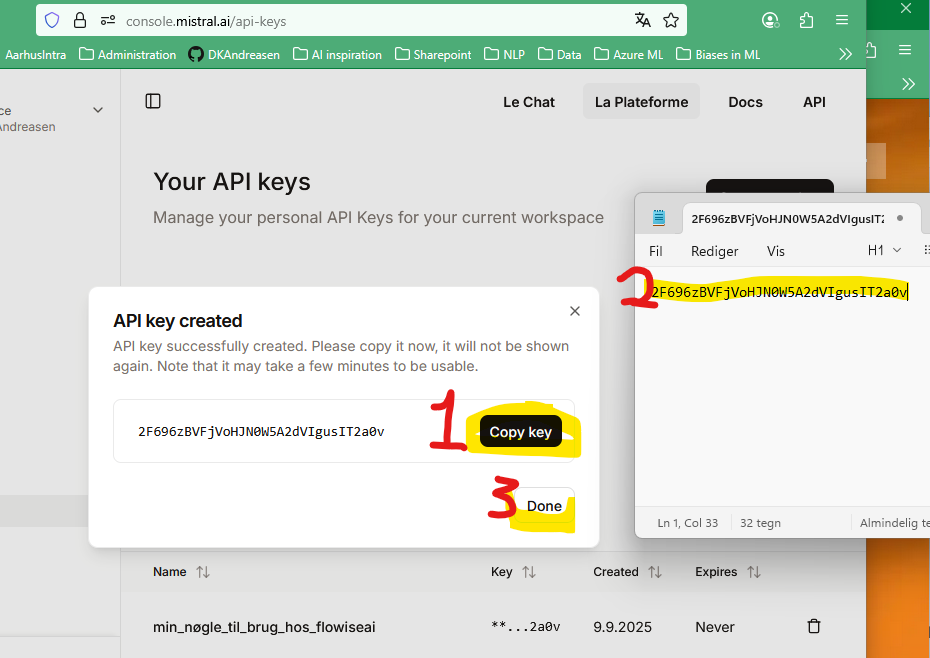 console.mistral.ai/api-keys
AarhusIntra Administration DKAndreasen AI inspiration Sharepoint NLP Data Azure ML Biases in ML
ce
Andreasen
Le Chat La Plateforme Docs API
Your API keys
Manage your personal API Keys for your current workspace
2F696zBVFjVoHJN0W5A2dVIgusIT2
Fil Rediger Vis H1
2
2F696zBVFjVoHJN0W5A2dVIgusIT2a0v
API key created
API key successfully created. Please copy it now, it will not be shown
again. Note that it may take a few minutes to be usable.
2F696zBVFjVoHJN0W5A2dVIgusIT2a0v
1
Copy key
3
Done
Ln 1, Col 33 32 tegn Almindelig te
Name Key Created Expires
min_nøgle_til_brug_hos_flowiseai **...2a0v 9.9.2025 Never